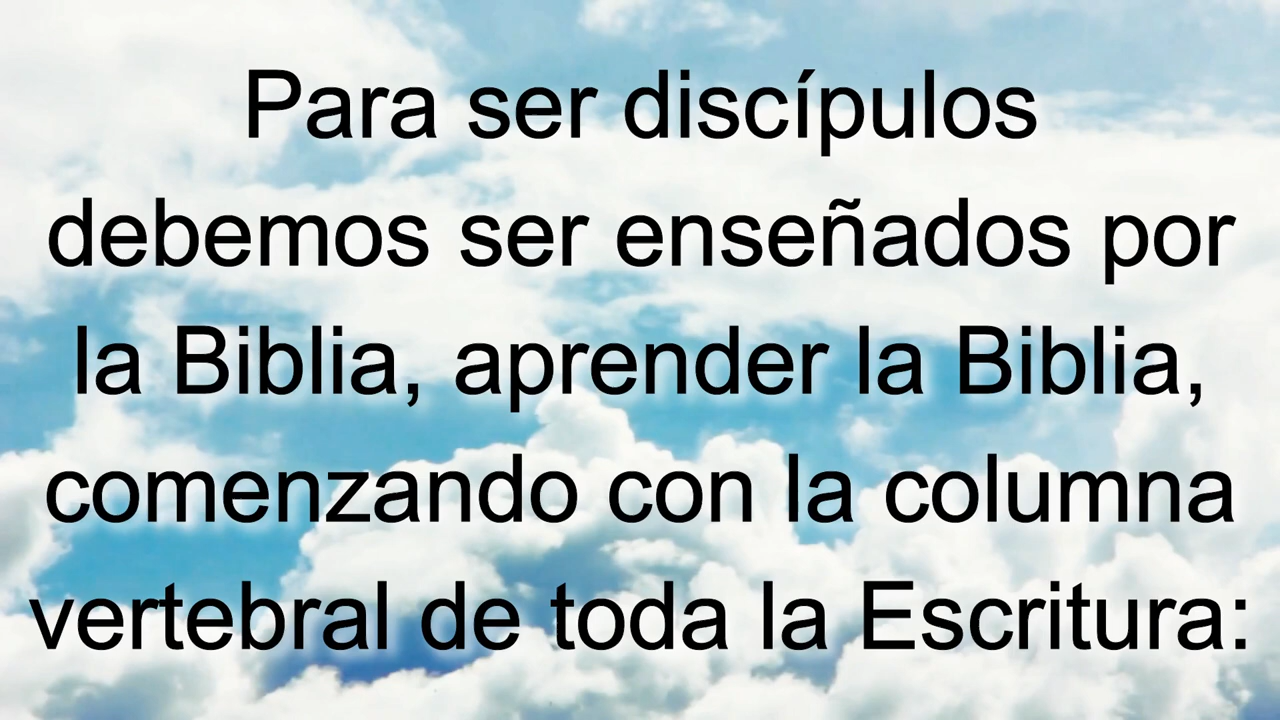 Para ser discípulos
debemos ser enseñados por
la Biblia, aprender la Biblia,
comenzando con la columna
vertebral de toda la Escritura: